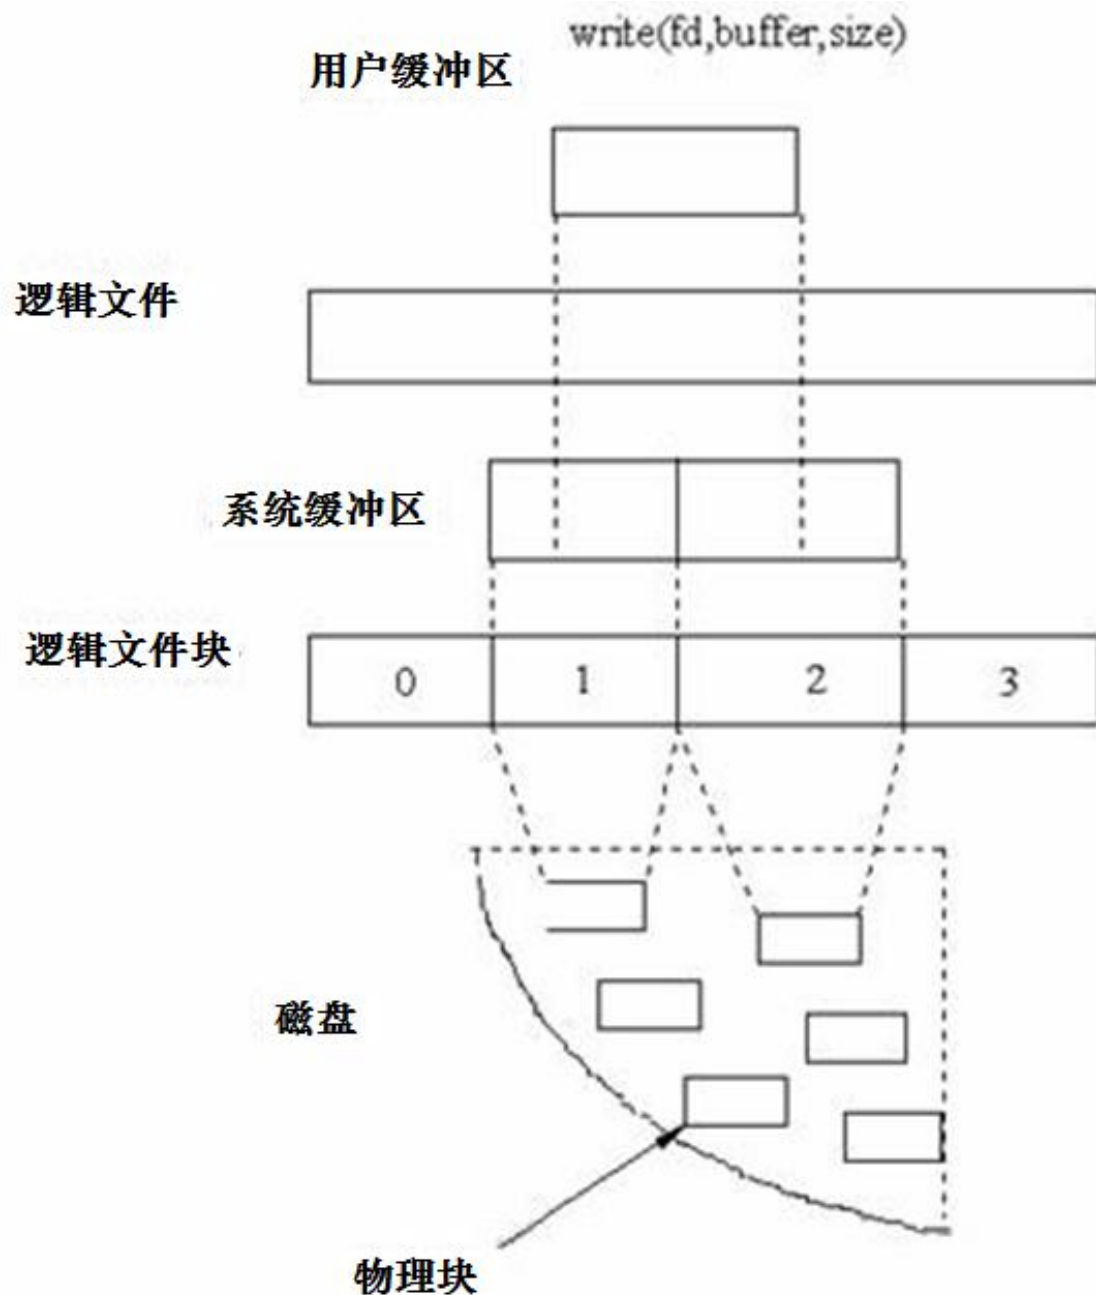 write(fd,buffer,size)
用户缓冲区
逻辑文件
系统缓冲区
逻辑文件块
0
1
2
3
磁盘
物理块